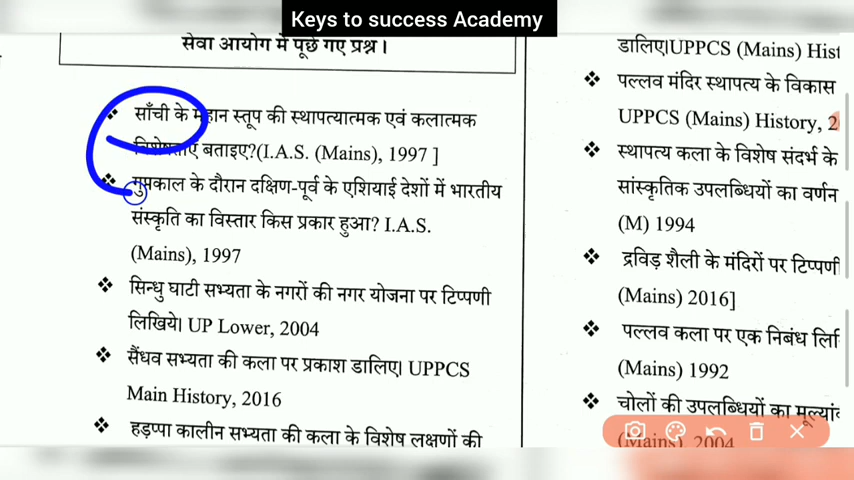 Keys to success Academy
सेवा आयोग में पूछे गए प्रश्न।
साँची के महान स्तूप की स्थापत्यात्मक एवं कलात्मक
विशेषताएँ बताइए?(I.A.S. (Mains), 1997 ]
गुप्तकाल के दौरान दक्षिण-पूर्व के एशियाई देशों में भारतीय
संस्कृति का विस्तार किस प्रकार हुआ? I.A.S.
(Mains), 1997
सिन्धु घाटी सभ्यता के नगरों की नगर योजना पर टिप्पणी
लिखिये। UP Lower, 2004
सैंधव सभ्यता की कला पर प्रकाश डालिए। UPPCS
Main History, 2016
हड़प्पा कालीन सभ्यता की कला के विशेष लक्षणों की
डालिए।UPPCS (Mains) Hist
पल्लव मंदिर स्थापत्य के विकास
UPPCS (Mains) History, 2
स्थापत्य कला के विशेष संदर्भ के
सांस्कृतिक उपलब्धियों का वर्णन
(M) 1994
द्रविड़ शैली के मंदिरों पर टिप्पणी
(Mains) 2016]
पल्लव कला पर एक निबंध लि
(Mains) 1992
चोलों की उपलब्धियों का
(Mains), 2004